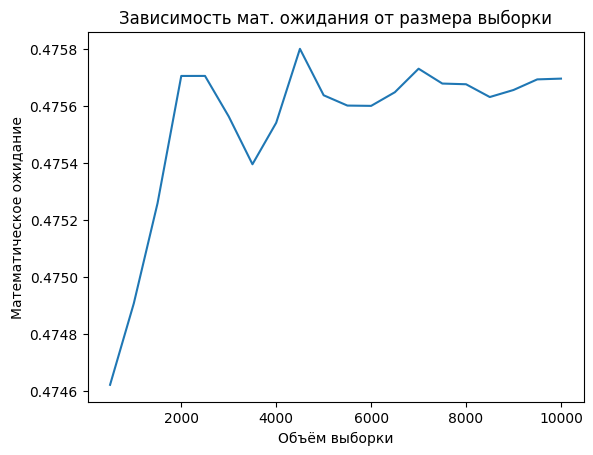 Зависимость мат. ожидания от размера выборки
Математическое ожидание
0.4758
0.4756
0.4754
0.4752
0.4750
0.4748
0.4746
2000 4000 6000 8000 10000
Объём выборки